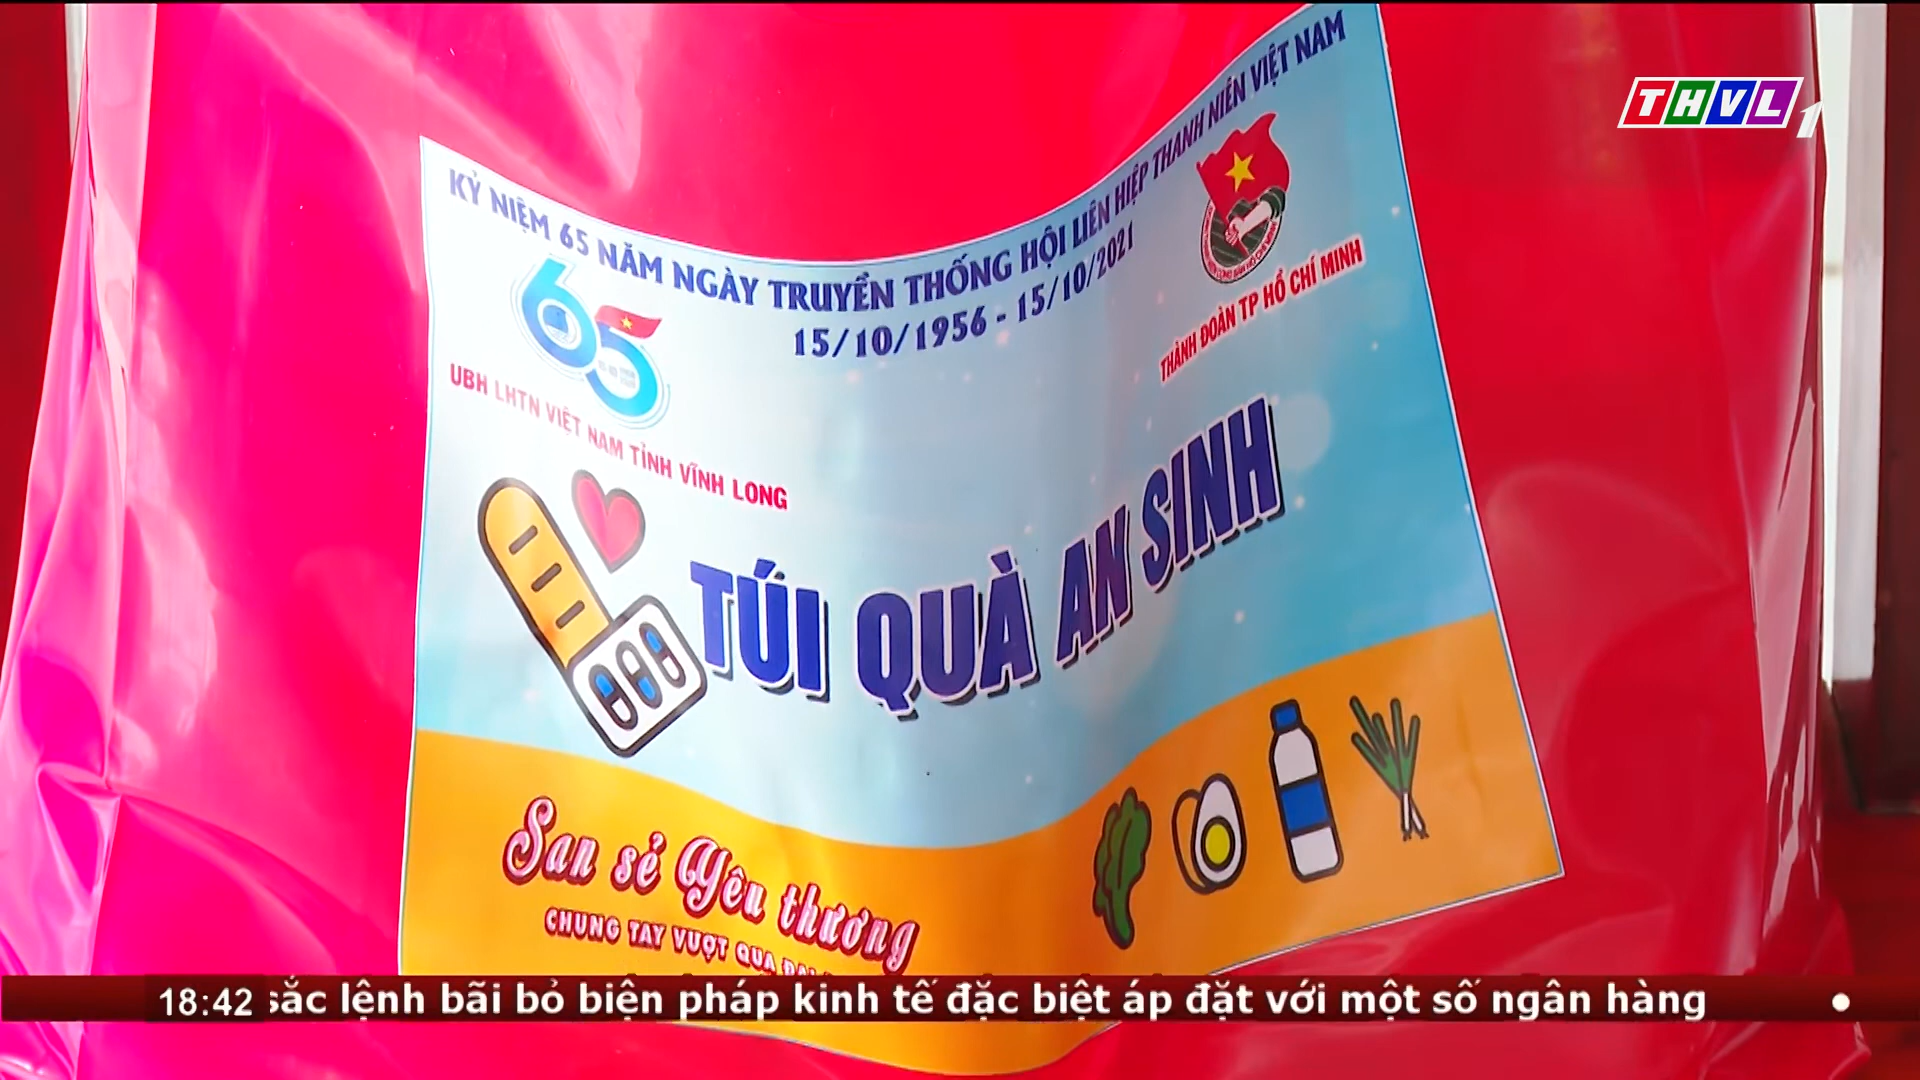 THVL1
KỶ NIỆM 65 NĂM NGÀY TRUYỀN THỐNG HỘI LIÊN HIỆP THANH NIÊN VIỆT NAM
15/10/1956 - 15/10/2021
65
UBH LHTN VIỆT NAM TỈNH VĨNH LONG
THÀNH ĐOÀN TP HỒ CHÍ MINH
TÚI QUÀ AN SINH
San sẻ Yêu thương
CHUNG TAY VƯỢT QUA
18:42 sắc lệnh bãi bỏ biện pháp kinh tế đặc biệt áp đặt với một số ngân hàng